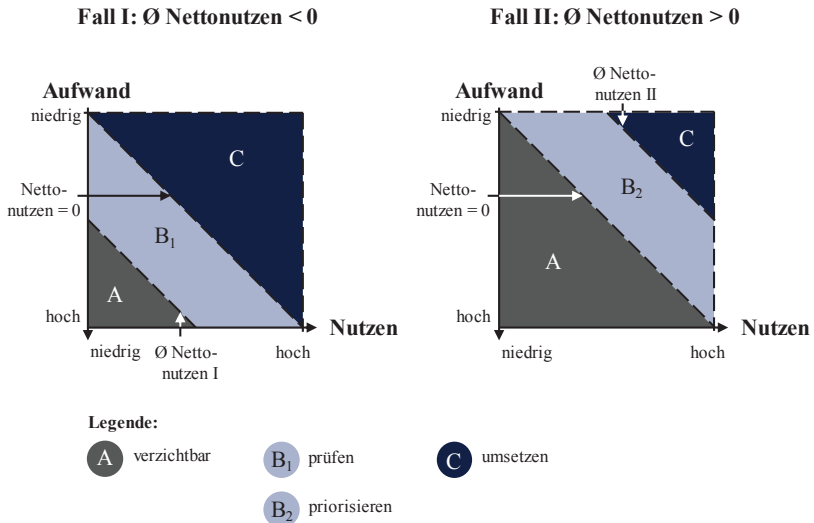 Fall I: Ø Nettonutzen < 0
Aufwand
niedrig
Netto-
nutzen = 0
hoch
C
B1
A
Nutzen
niedrig
Ø Netto-
nutzen I
hoch
Fall II: Ø Nettonutzen > 0
Aufwand
Ø Netto-
nutzen II
niedrig
Netto-
nutzen = 0
hoch
C
B2
A
Nutzen
niedrig
hoch
Legende:
A verzichtbar
B1 prüfen
C umsetzen
B2 priorisieren